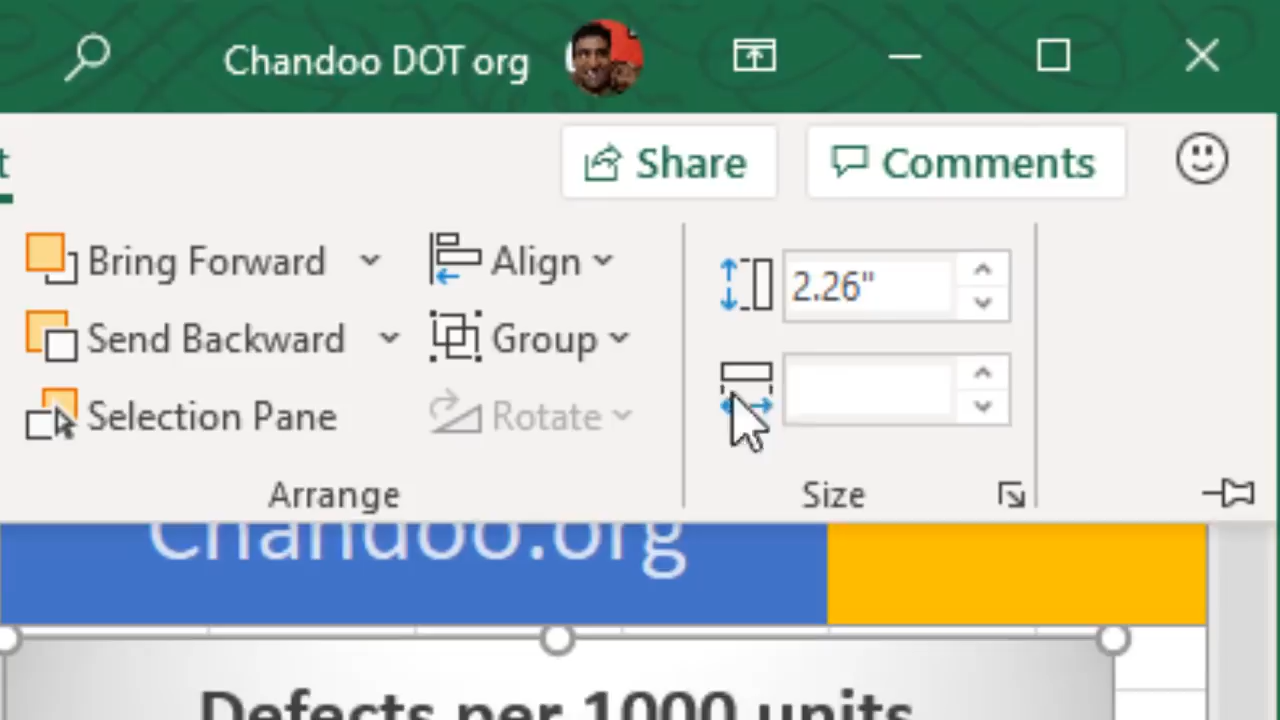 Chandoo DOT org
t
Share
Comments
Bring Forward
Align
2.26"
Send Backward
Group
Selection Pane
Rotate
Arrange
Size
Chandoo.org
Defects per 1000 units